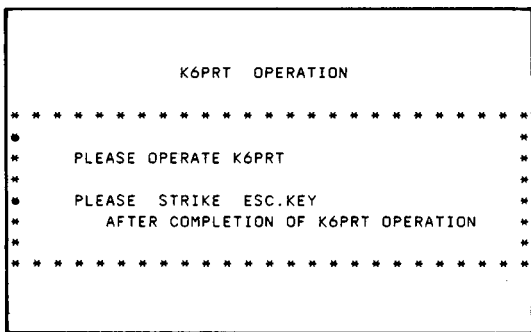 K6PRT OPERATION
* * * * * * * * * * * * * * * * * * * * * * * * *
* *
* PLEASE OPERATE K6PRT *
* *
* PLEASE STRIKE ESC.KEY *
* AFTER COMPLETION OF K6PRT OPERATION *
* *
* * * * * * * * * * * * * * * * * * * * * * * * *